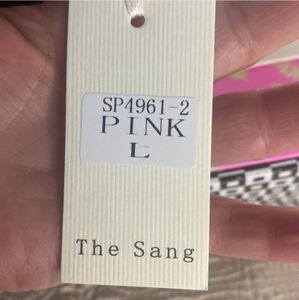 SP4961-2
PINK
L
The Sang